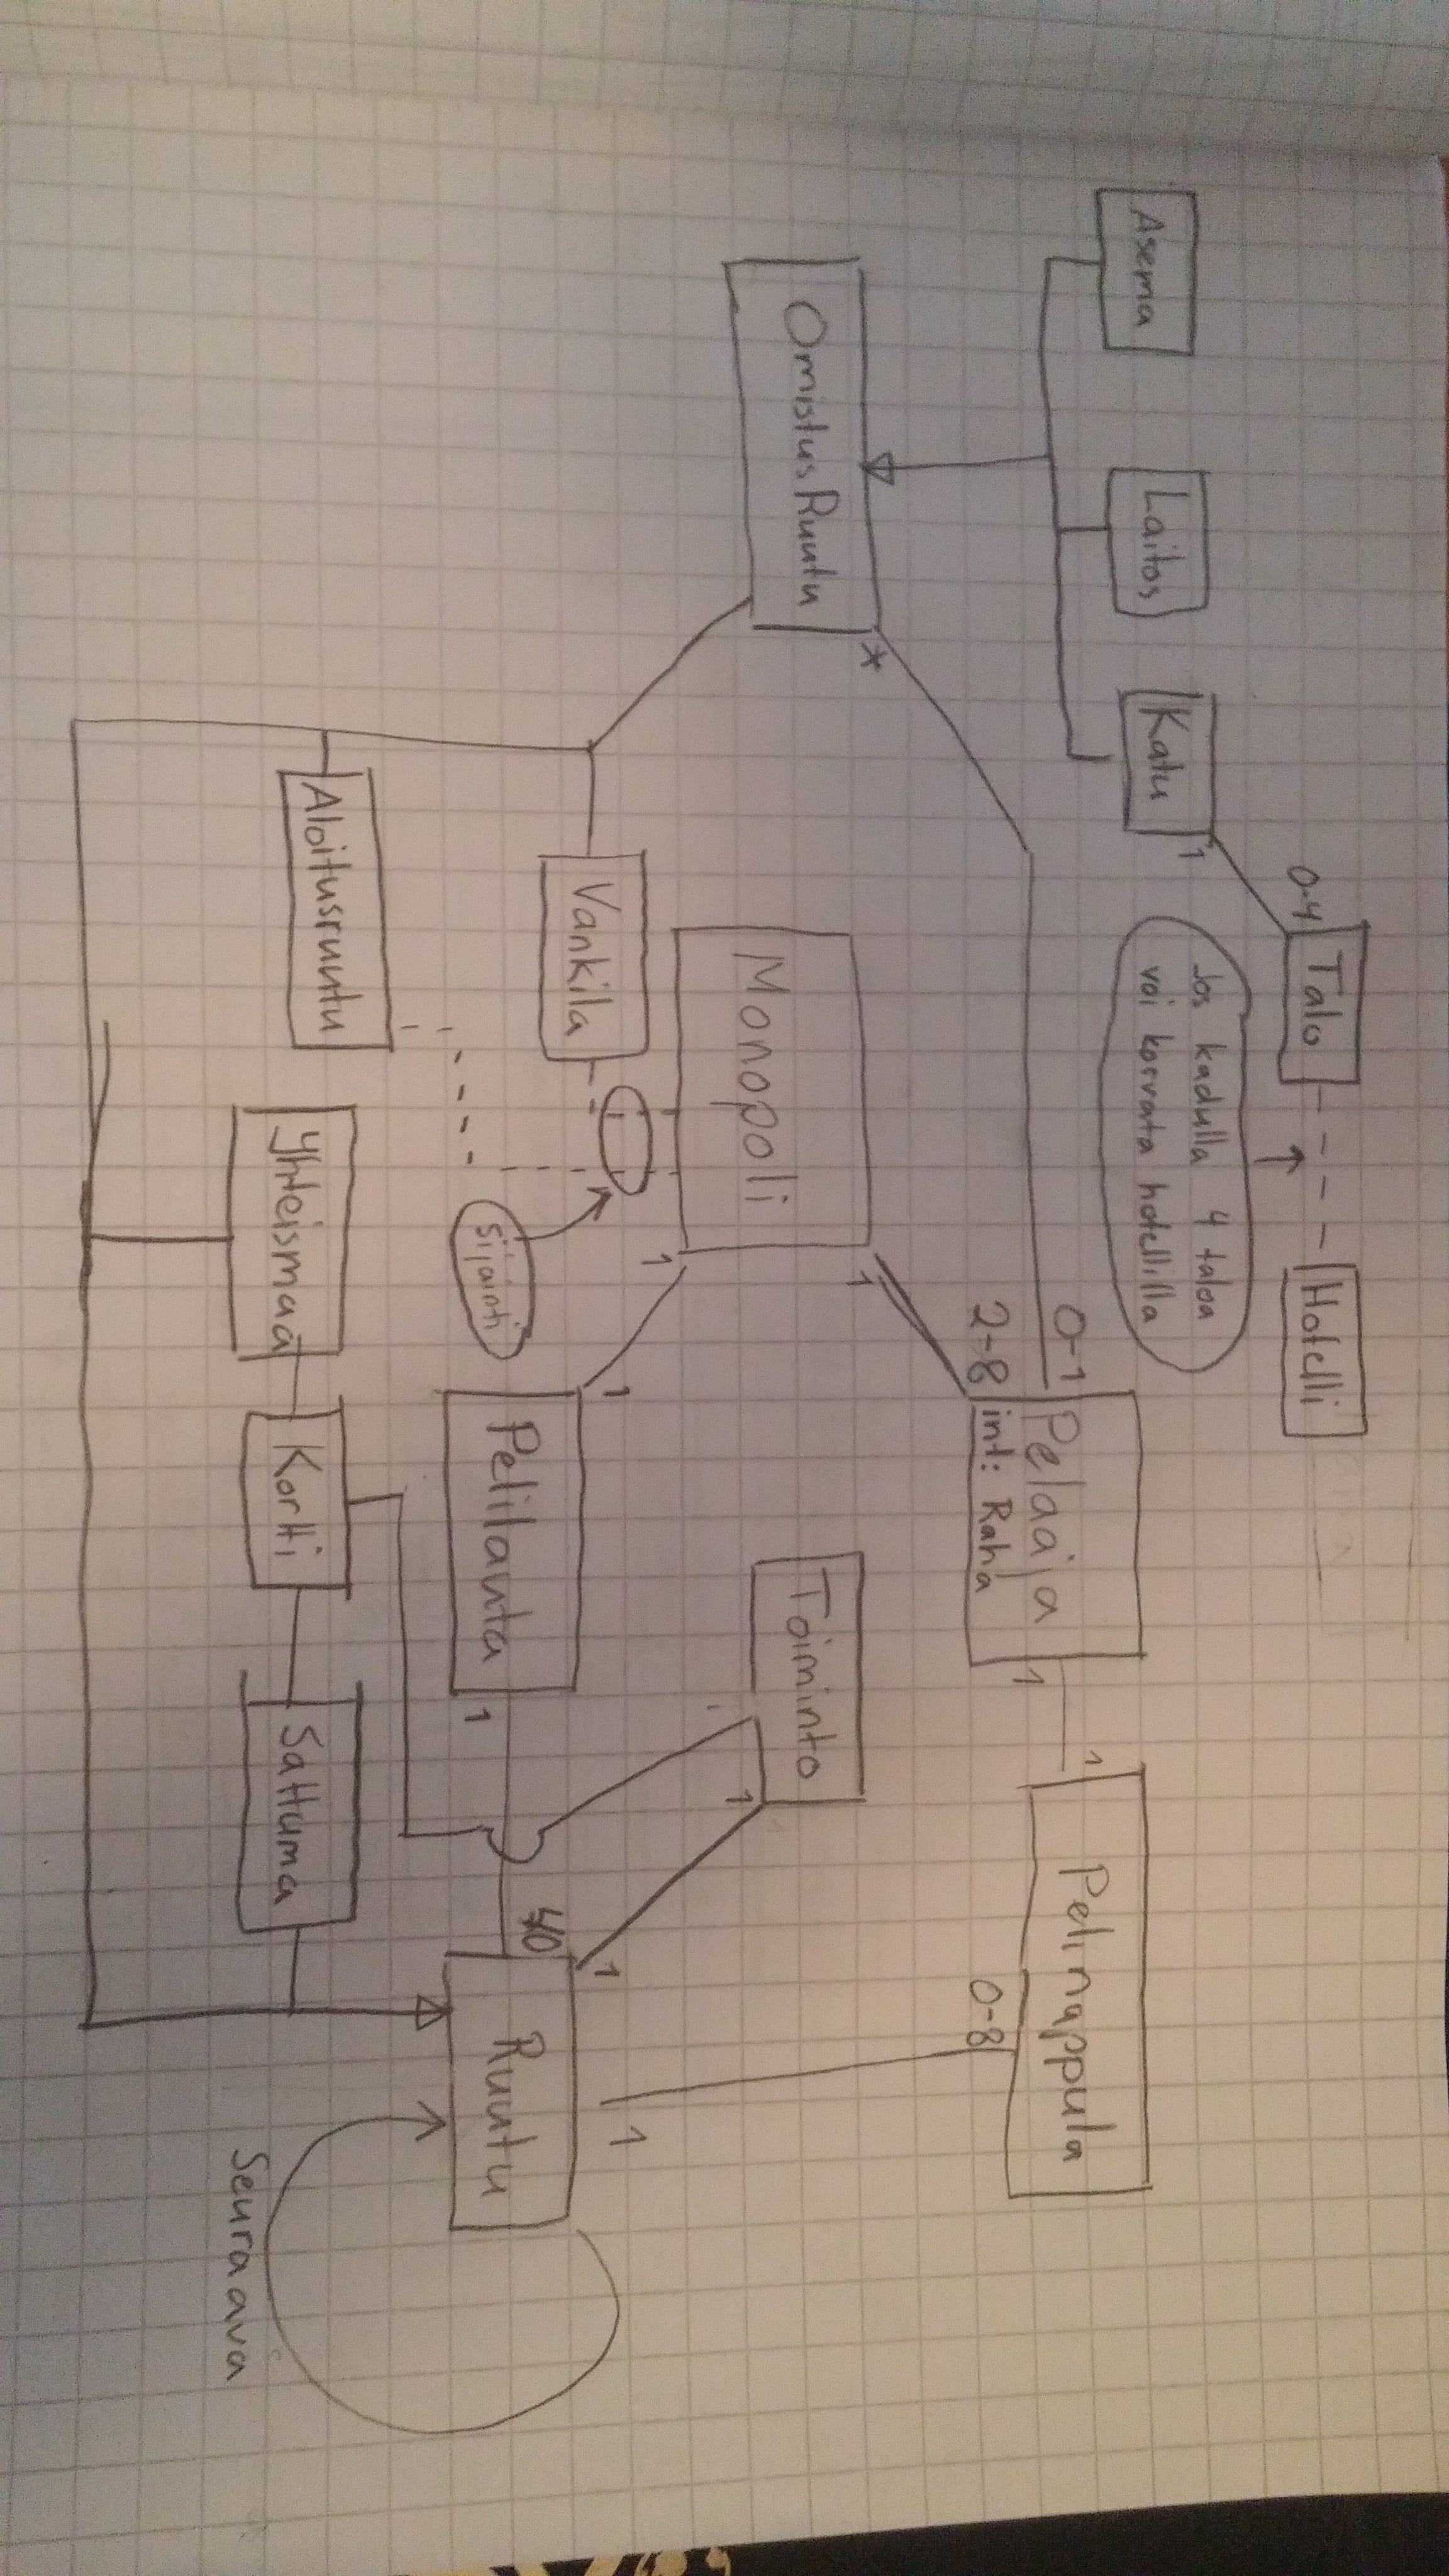 Talo
Hotelli
0-4
Asema
Laitos
Katu
1
Jos kadulla 4 taloa
voi korvata hotellilla
0-1
Pelaaja
int: Raha
2-8
1
1
Pelinappula
0-8
Omistus Ruutu
*
Monopoli
1
1
Toiminto
1
Vankila
sijainti
1
Pelilauta
1
40
1
Ruutu
1
Aloitusruutu
Yhteismaa
Kortti
Sattuma
Seuraava